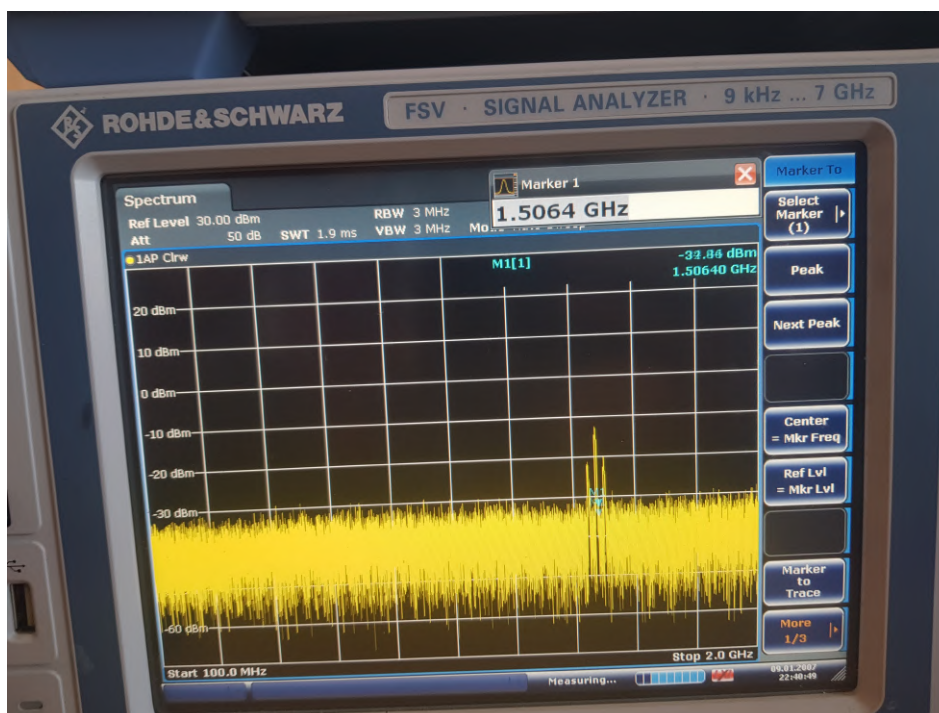 ROHDE&SCHWARZ
FSV · SIGNAL ANALYZER · 9 kHz ... 7 GHz
Spectrum
Ref Level 30.00 dBm RBW 3 MHz
Att 50 dB SWT 1.9 ms VBW 3 MHz
Marker 1
1.5064 GHz
1AP Clrw
M1[1] dBm
1.50640 GHz
20 dBm
10 dBm
0 dBm
-10 dBm
-20 dBm
-30 dBm
-60 dBm
Start 100.0 MHz Stop 2.0 GHz
Measuring...
09.01.2007
22:40:49
Marker To
Select
Marker
(1)
Peak
Next Peak
Center
= Mkr Freq
Ref Lvl
= Mkr Lvl
Marker
to
Trace
More
1/3